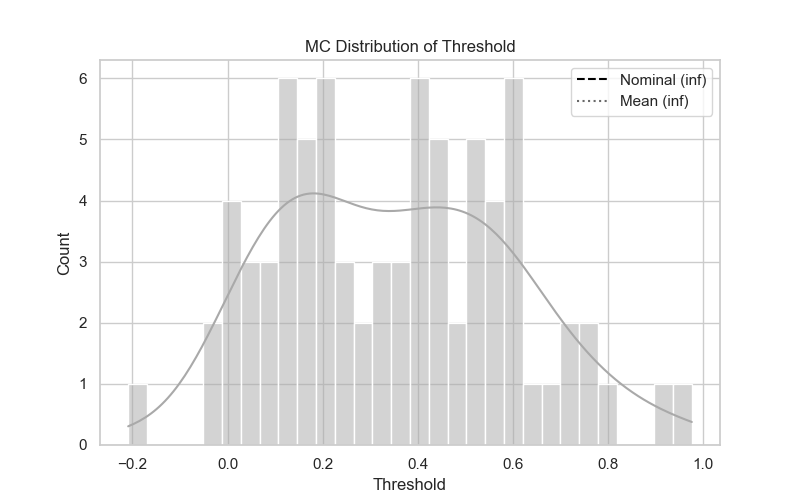 MC Distribution of Threshold
Nominal (inf)
Mean (inf)
Count
6
5
4
3
2
1
0
−0.2
0.0
0.2
0.4
0.6
0.8
1.0
Threshold